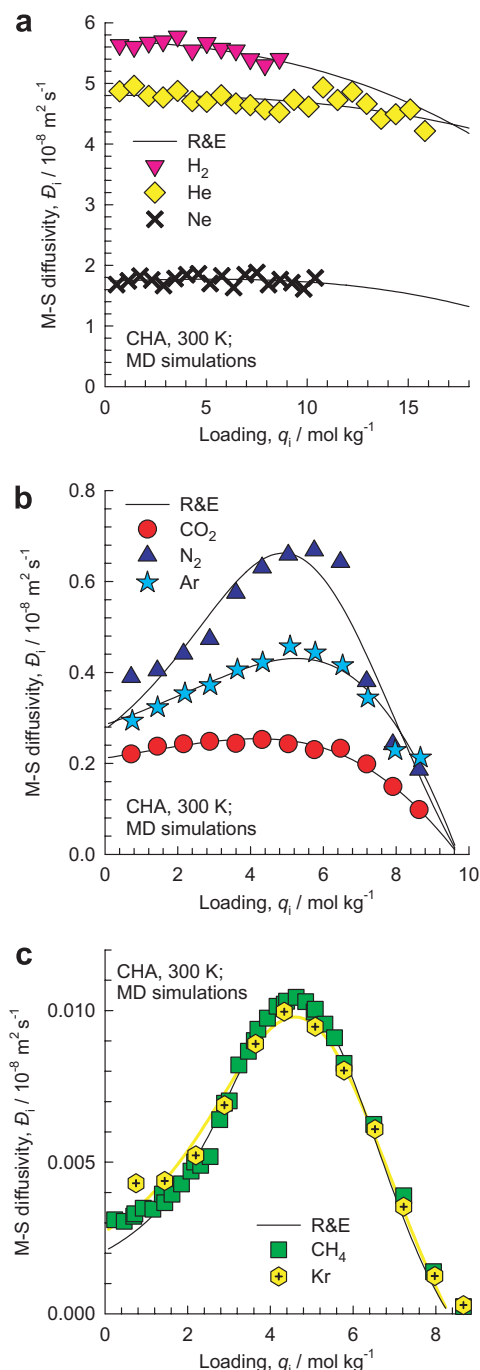 a
M-S diffusivity, Đi / 10-8 m2 s-1
6
5
4
3
2
1
0
R&E
H2
He
Ne
CHA, 300 K;
MD simulations
0 5 10 15
Loading, qi / mol kg-1
b
M-S diffusivity, Đi / 10-8 m2 s-1
0.8
0.6
0.4
0.2
0.0
R&E
CO2
N2
Ar
CHA, 300 K;
MD simulations
0 2 4 6 8 10
Loading, qi / mol kg-1
c
M-S diffusivity, Đi / 10-8 m2 s-1
0.010
0.005
0.000
CHA, 300 K;
MD simulations
R&E
CH4
Kr
0 2 4 6 8
Loading, qi / mol kg-1